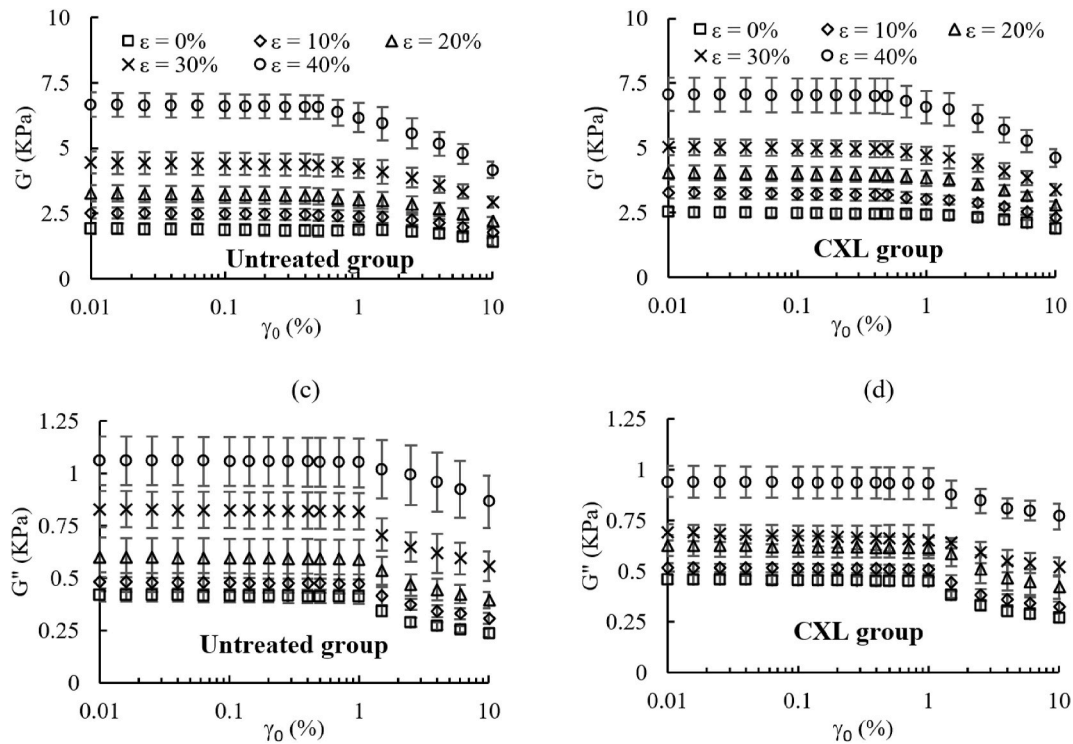 10
7.5
5
2.5
0
G' (KPa)
ε = 0% ε = 10% ε = 20%
ε = 30% ε = 40%
Untreated group
0.01 0.1 1 10
γ₀ (%)
10
7.5
5
2.5
0
G' (KPa)
ε = 0% ε = 10% ε = 20%
ε = 30% ε = 40%
CXL group
0.01 0.1 1 10
γ₀ (%)
(c)
1.25
1
0.75
0.5
0.25
0
G" (KPa)
Untreated group
0.01 0.1 1 10
γ₀ (%)
(d)
1.25
1
0.75
0.5
0.25
0
G" (KPa)
CXL group
0.01 0.1 1 10
γ₀ (%)